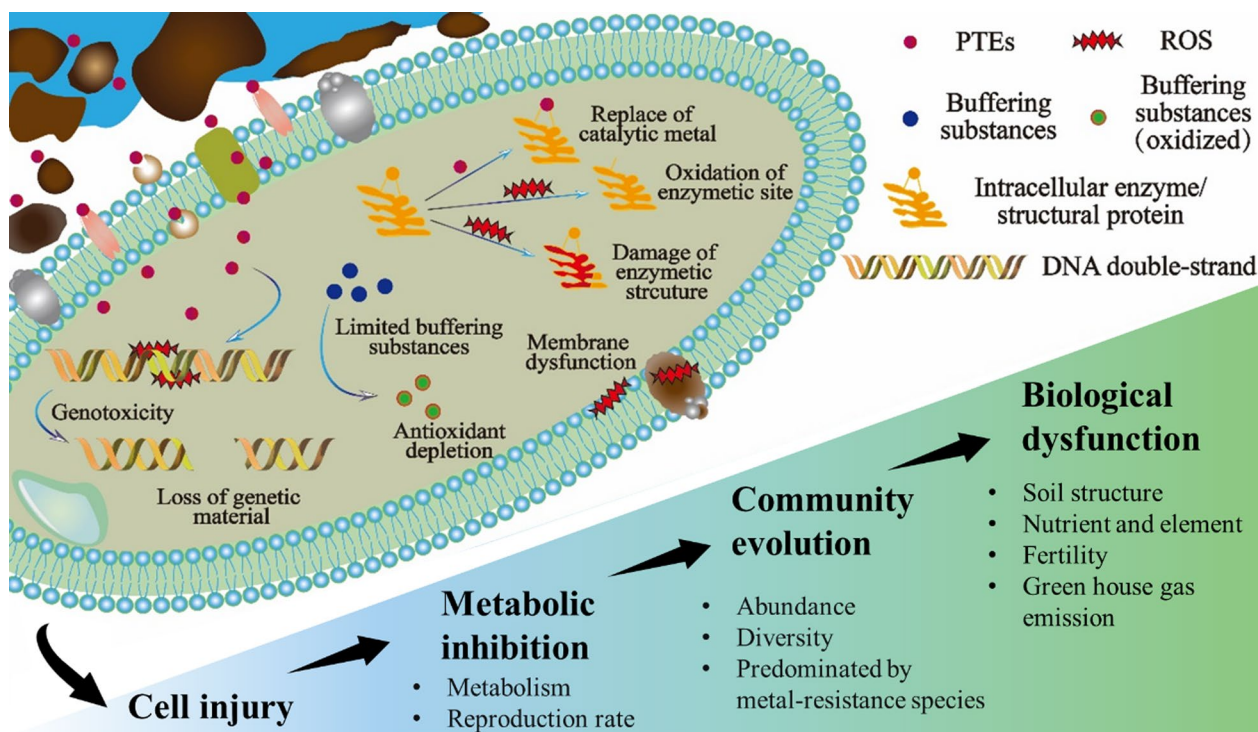 PTEs
ROS
Buffering
substances
Buffering
substances
(oxidized)
Intracellular enzyme/
structural protein
DNA double-strand
Replace of
catalytic metal
Oxidation of
enzymetic site
Damage of
enzymetic
strcuture
Limited buffering
substances
Membrane
dysfunction
Genotoxicity
Antioxidant
depletion
Loss of genetic
material
Cell injury
Metabolic
inhibition
• Metabolism
• Reproduction rate
Community
evolution
• Abundance
• Diversity
• Predominated by
metal-resistance species
Biological
dysfunction
• Soil structure
• Nutrient and element
• Fertility
• Green house gas
emission